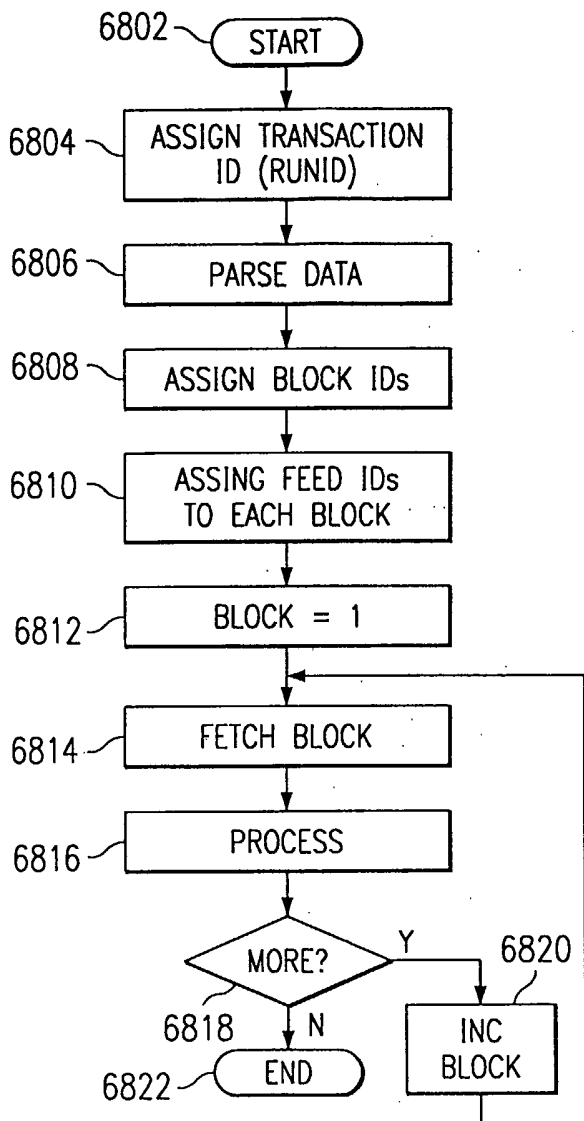 6802
START
6804
ASSIGN TRANSACTION
ID (RUNID)
6806
PARSE DATA
6808
ASSIGN BLOCK IDs
6810
ASSING FEED IDs
TO EACH BLOCK
6812
BLOCK = 1
6814
FETCH BLOCK
6816
PROCESS
MORE?
Y
6818
N
6820
INC
BLOCK
6822
END